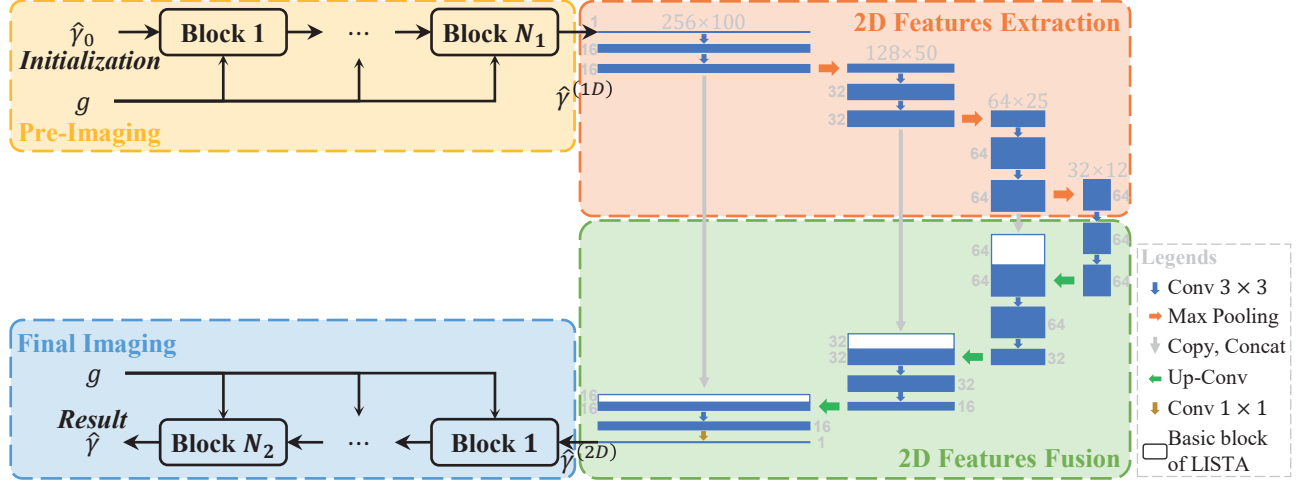 γ̂₀
Initialization
Block 1
...
Block N₁
g
γ̂⁽¹ᴰ⁾
Pre-Imaging
2D Features Extraction
1
256×100
16
16
128×50
32
32
64×25
64
64
32×12
64
64
64
64
64
32
32
32
32
16
16
16
16
1
2D Features Fusion
Final Imaging
g
Result
γ̂
Block N₂
...
Block 1
γ̂⁽²ᴰ⁾
Legends
Conv 3 × 3
Max Pooling
Copy, Concat
Up-Conv
Conv 1 × 1
Basic block
of LISTA